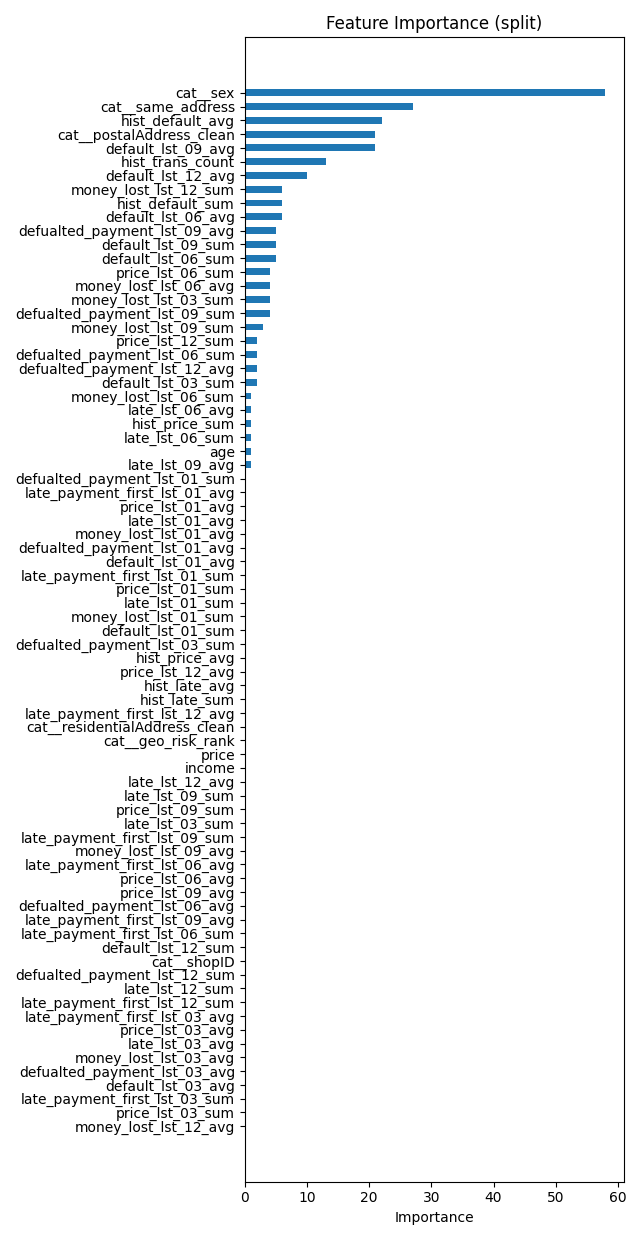 Feature Importance (split)
cat__sex
cat__same_address
hist_default_avg
cat__postalAddress_clean
default_lst_09_avg
hist_trans_count
default_lst_12_avg
money_lost_lst_12_sum
hist_default_sum
default_lst_06_avg
defualted_payment_lst_09_avg
default_lst_09_sum
default_lst_06_sum
price_lst_06_sum
money_lost_lst_06_avg
money_lost_lst_03_sum
defualted_payment_lst_09_sum
money_lost_lst_09_sum
price_lst_12_sum
defualted_payment_lst_06_sum
defualted_payment_lst_12_avg
default_lst_03_sum
money_lost_lst_06_sum
late_lst_06_avg
hist_price_sum
late_lst_06_sum
age
late_lst_09_avg
defualted_payment_lst_01_sum
late_payment_first_lst_01_avg
price_lst_01_avg
late_lst_01_avg
money_lost_lst_01_avg
defualted_payment_lst_01_avg
default_lst_01_avg
late_payment_first_lst_01_sum
price_lst_01_sum
late_lst_01_sum
money_lost_lst_01_sum
default_lst_01_sum
defualted_payment_lst_03_sum
hist_price_avg
price_lst_12_avg
hist_late_avg
hist_late_sum
late_payment_first_lst_12_avg
cat__residentialAddress_clean
cat__geo_risk_rank
price
income
late_lst_12_avg
late_lst_09_sum
price_lst_09_sum
late_lst_03_sum
late_payment_first_lst_09_sum
money_lost_lst_09_avg
late_payment_first_lst_06_avg
price_lst_06_avg
price_lst_09_avg
defualted_payment_lst_06_avg
late_payment_first_lst_09_avg
late_payment_first_lst_06_sum
default_lst_12_sum
cat__shopID
defualted_payment_lst_12_sum
late_lst_12_sum
late_payment_first_lst_12_sum
late_payment_first_lst_03_avg
price_lst_03_avg
late_lst_03_avg
money_lost_lst_03_avg
defualted_payment_lst_03_avg
default_lst_03_avg
late_payment_first_lst_03_sum
price_lst_03_sum
money_lost_lst_12_avg
0 10 20 30 40 50 60
Importance